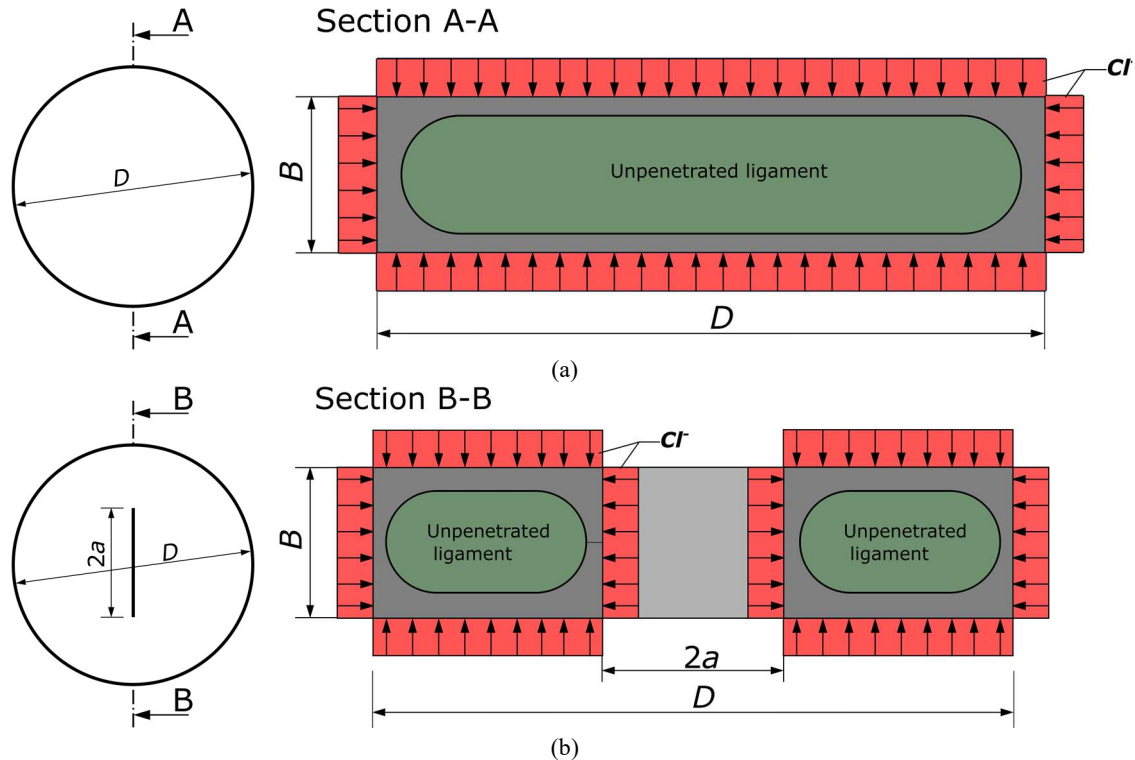 A
Section A-A
Cl⁻
D
B
Unpenetrated ligament
A
D
(a)
B
Section B-B
Cl⁻
2a
D
B
Unpenetrated
ligament
Unpenetrated
ligament
2a
B
D
(b)